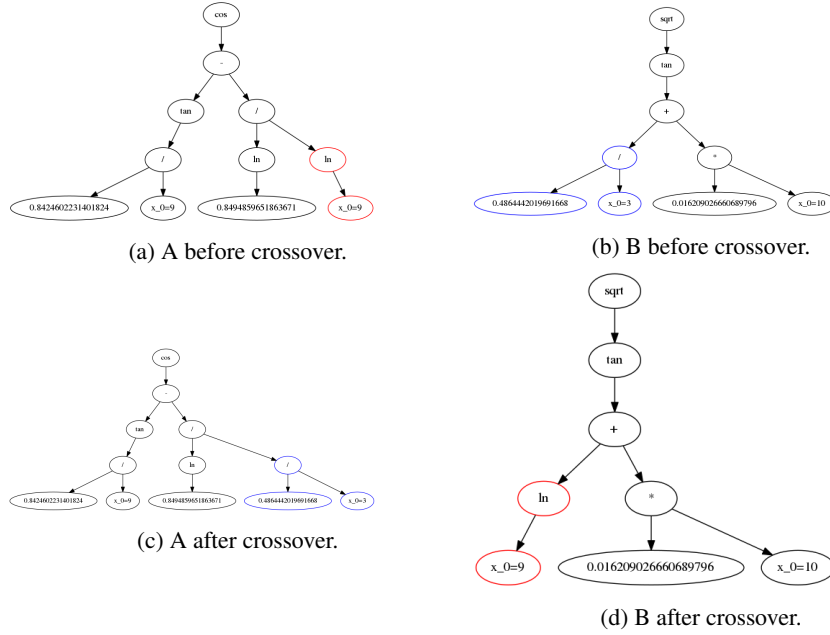 cos
-
tan
/
/
ln
ln
0.8424602231401824
x_0=9
0.8494859651863671
x_0=9
(a) A before crossover.
sqrt
tan
+
/
*
0.4864442019691668
x_0=3
0.016209026660689796
x_0=10
(b) B before crossover.
cos
-
tan
/
/
ln
/
0.8424602231401824
x_0=9
0.8494859651863671
0.4864442019691668
x_0=3
(c) A after crossover.
sqrt
tan
+
ln
*
x_0=9
0.016209026660689796
x_0=10
(d) B after crossover.